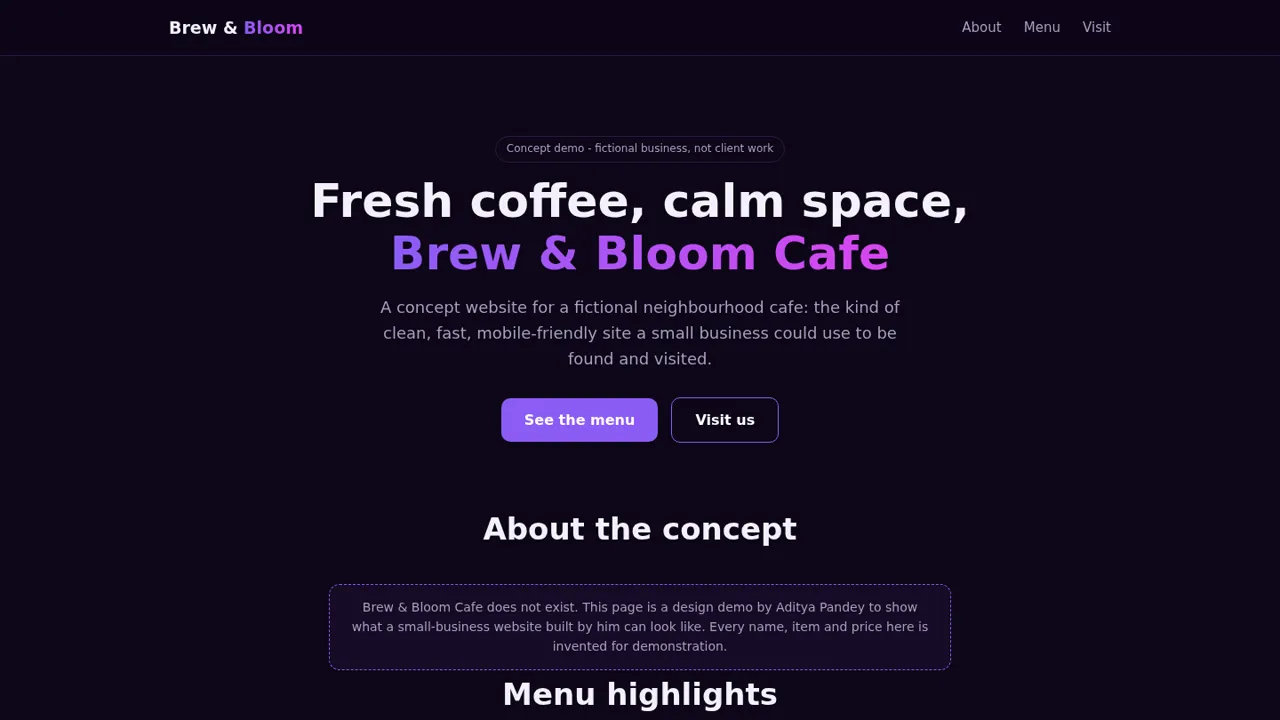 Brew & Bloom
About
Menu
Visit
Concept demo - fictional business, not client work
Fresh coffee, calm space,
Brew & Bloom Cafe
A concept website for a fictional neighbourhood cafe: the kind of
clean, fast, mobile-friendly site a small business could use to be
found and visited.
See the menu
Visit us
About the concept
Brew & Bloom Cafe does not exist. This page is a design demo by Aditya Pandey to show
what a small-business website built by him can look like. Every name, item and price here is
invented for demonstration.
Menu highlights